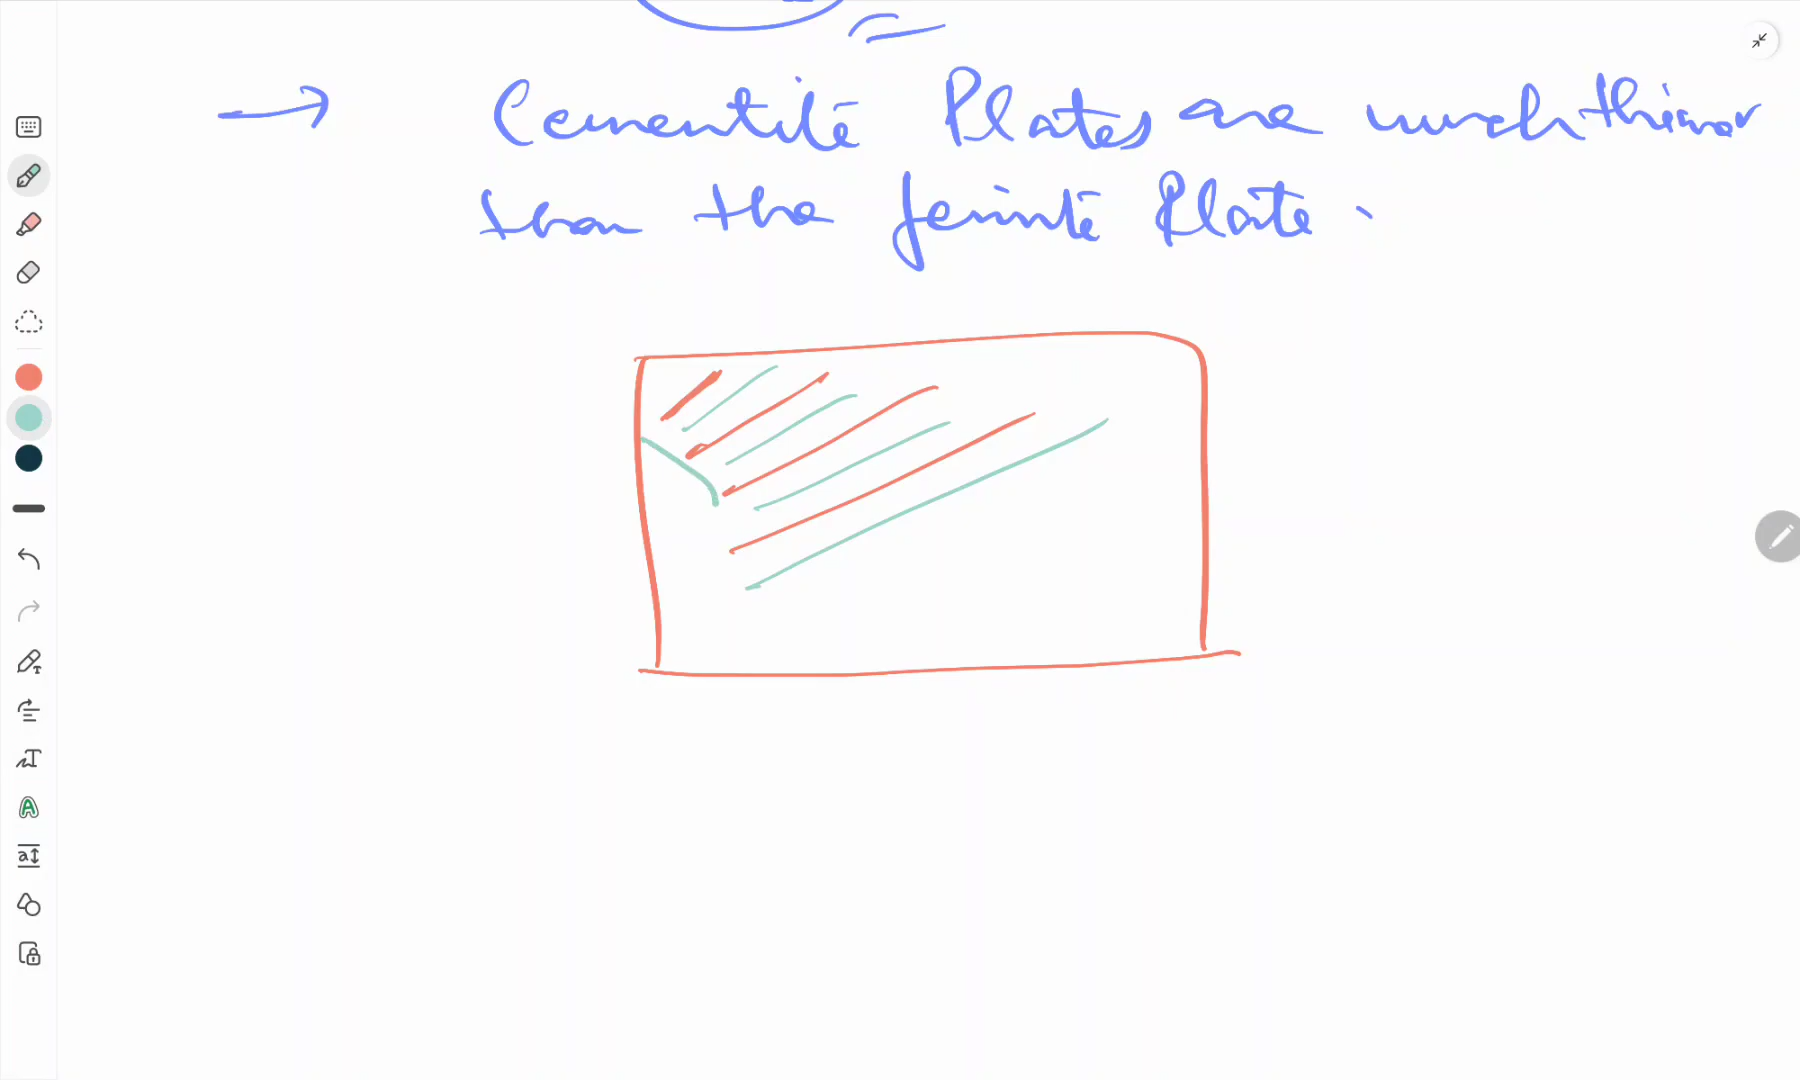 → Cementite Plates are much thinner
than the ferrite Plate .